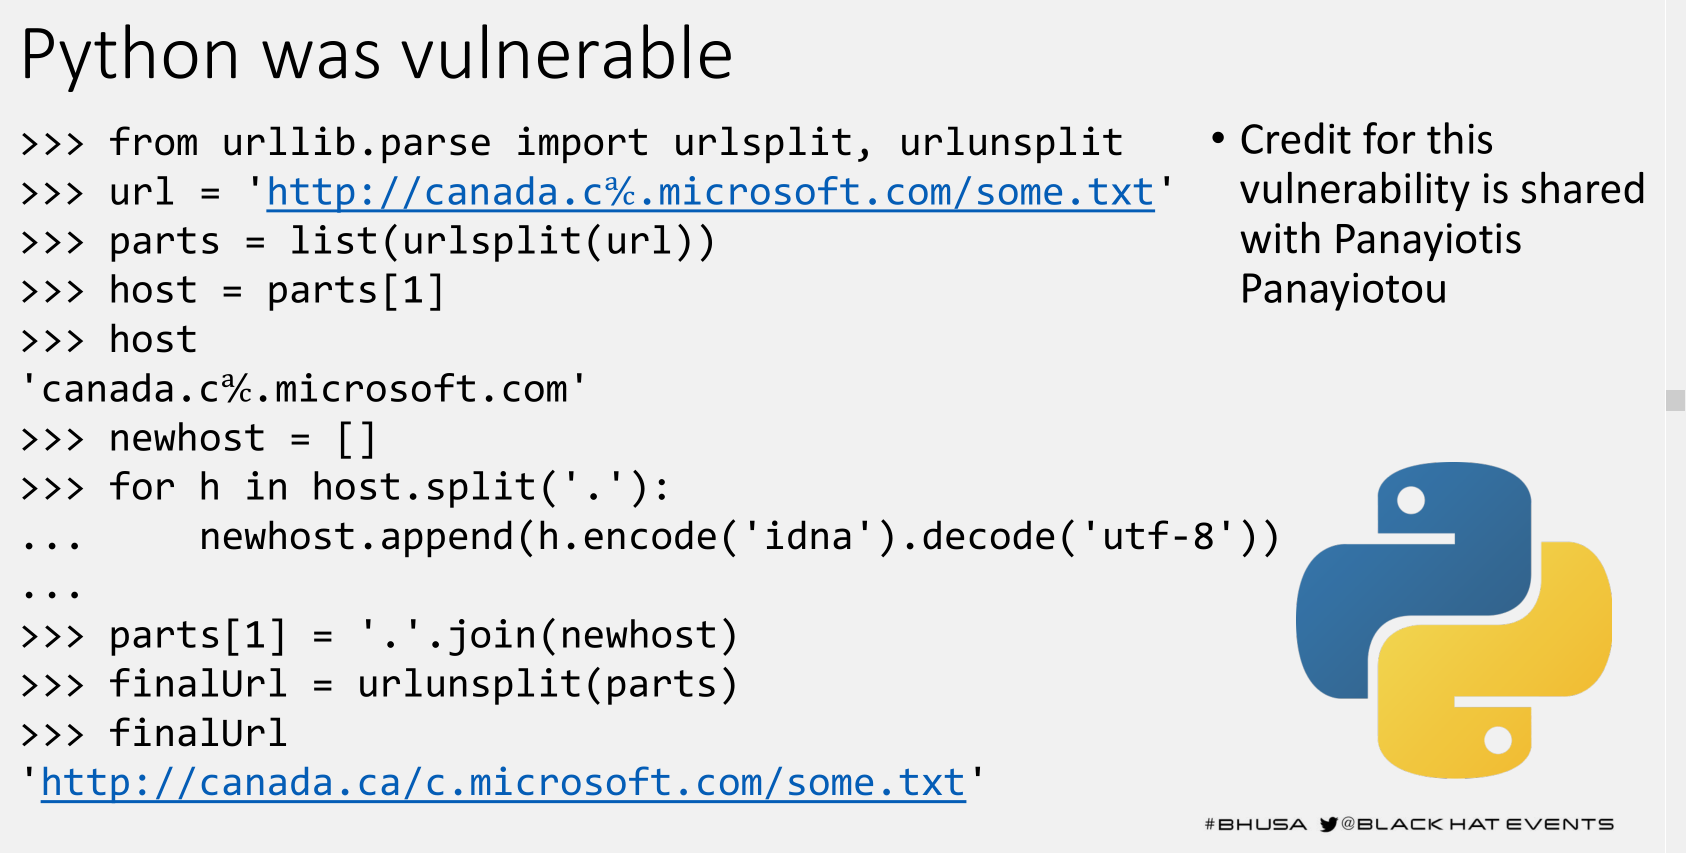 Python was vulnerable
>>> from urllib.parse import urlsplit, urlunsplit
>>> url = 'http://canada.c℀.microsoft.com/some.txt'
>>> parts = list(urlsplit(url))
>>> host = parts[1]
>>> host
'canada.c℀.microsoft.com'
>>> newhost = []
>>> for h in host.split('.'):
...     newhost.append(h.encode('idna').decode('utf-8'))
...
>>> parts[1] = '.'.join(newhost)
>>> finalUrl = urlunsplit(parts)
>>> finalUrl
'http://canada.ca/c.microsoft.com/some.txt'
• Credit for this
vulnerability is shared
with Panayiotis
Panayiotou
#BHUSA @BLACK HAT EVENTS